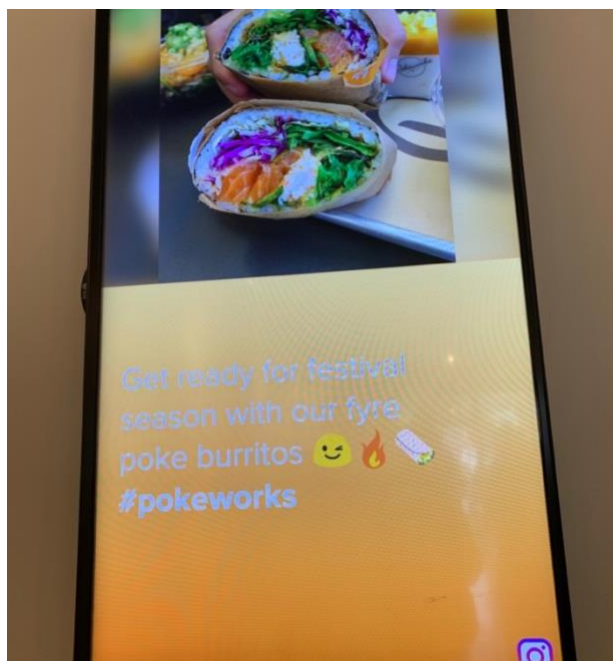 Get ready for festival
season with our fyre
poke burritos 😉🔥🌯
#pokeworks